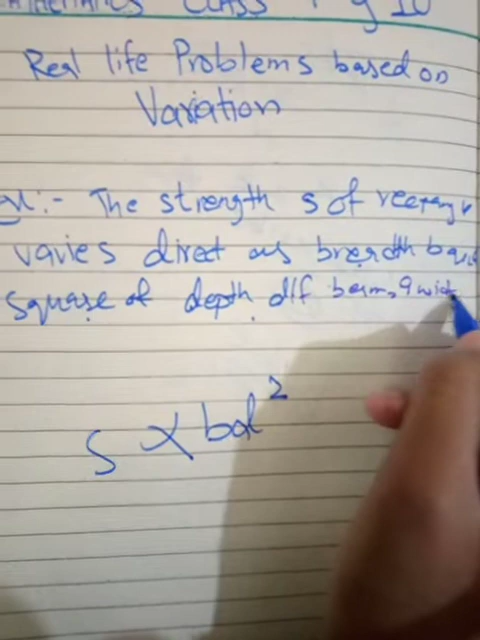 CLASS
Real life Problems based on
Variation
The strength s of
varies direct as breadth b
square of depth d If beam, 9
S ∝ bd²